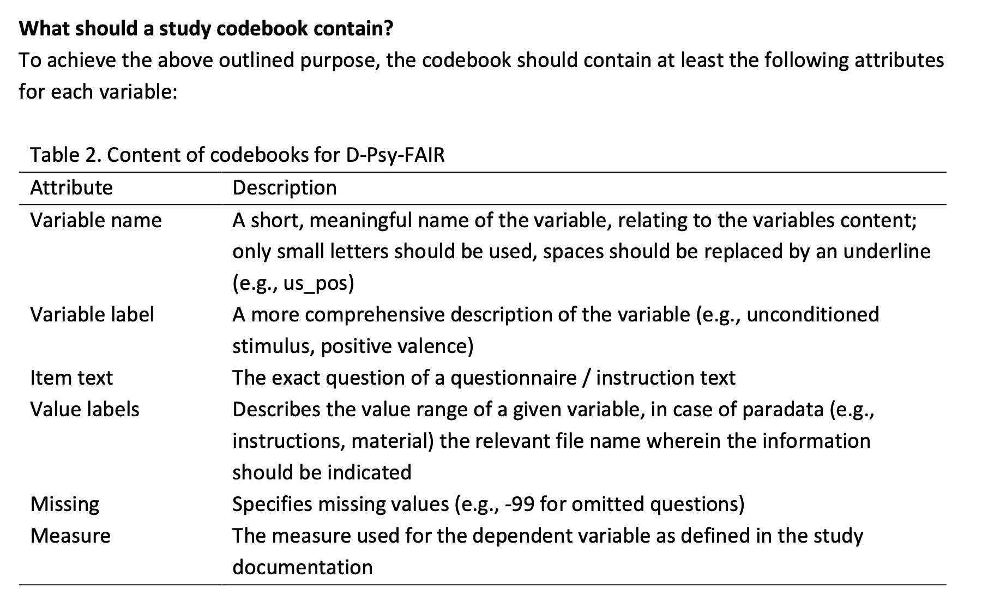 What should a study codebook contain?
To achieve the above outlined purpose, the codebook should contain at least the following attributes
for each variable:
Table 2. Content of codebooks for D-Psy-FAIR
Attribute Description
Variable name A short, meaningful name of the variable, relating to the variables content;
only small letters should be used, spaces should be replaced by an underline
(e.g., us_pos)
Variable label A more comprehensive description of the variable (e.g., unconditioned
stimulus, positive valence)
Item text The exact question of a questionnaire / instruction text
Value labels Describes the value range of a given variable, in case of paradata (e.g.,
instructions, material) the relevant file name wherein the information
should be indicated
Missing Specifies missing values (e.g., -99 for omitted questions)
Measure The measure used for the dependent variable as defined in the study
documentation